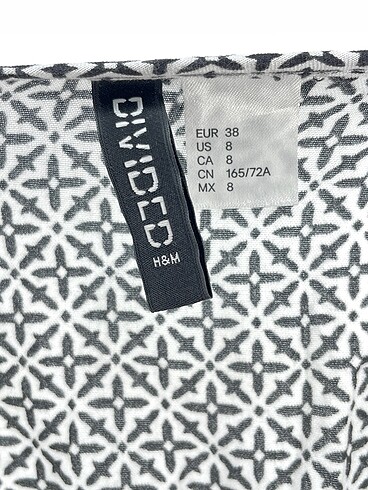 DIVIDED
H&M
EUR 38
US 8
CA 8
CN 165/72A
MX 8